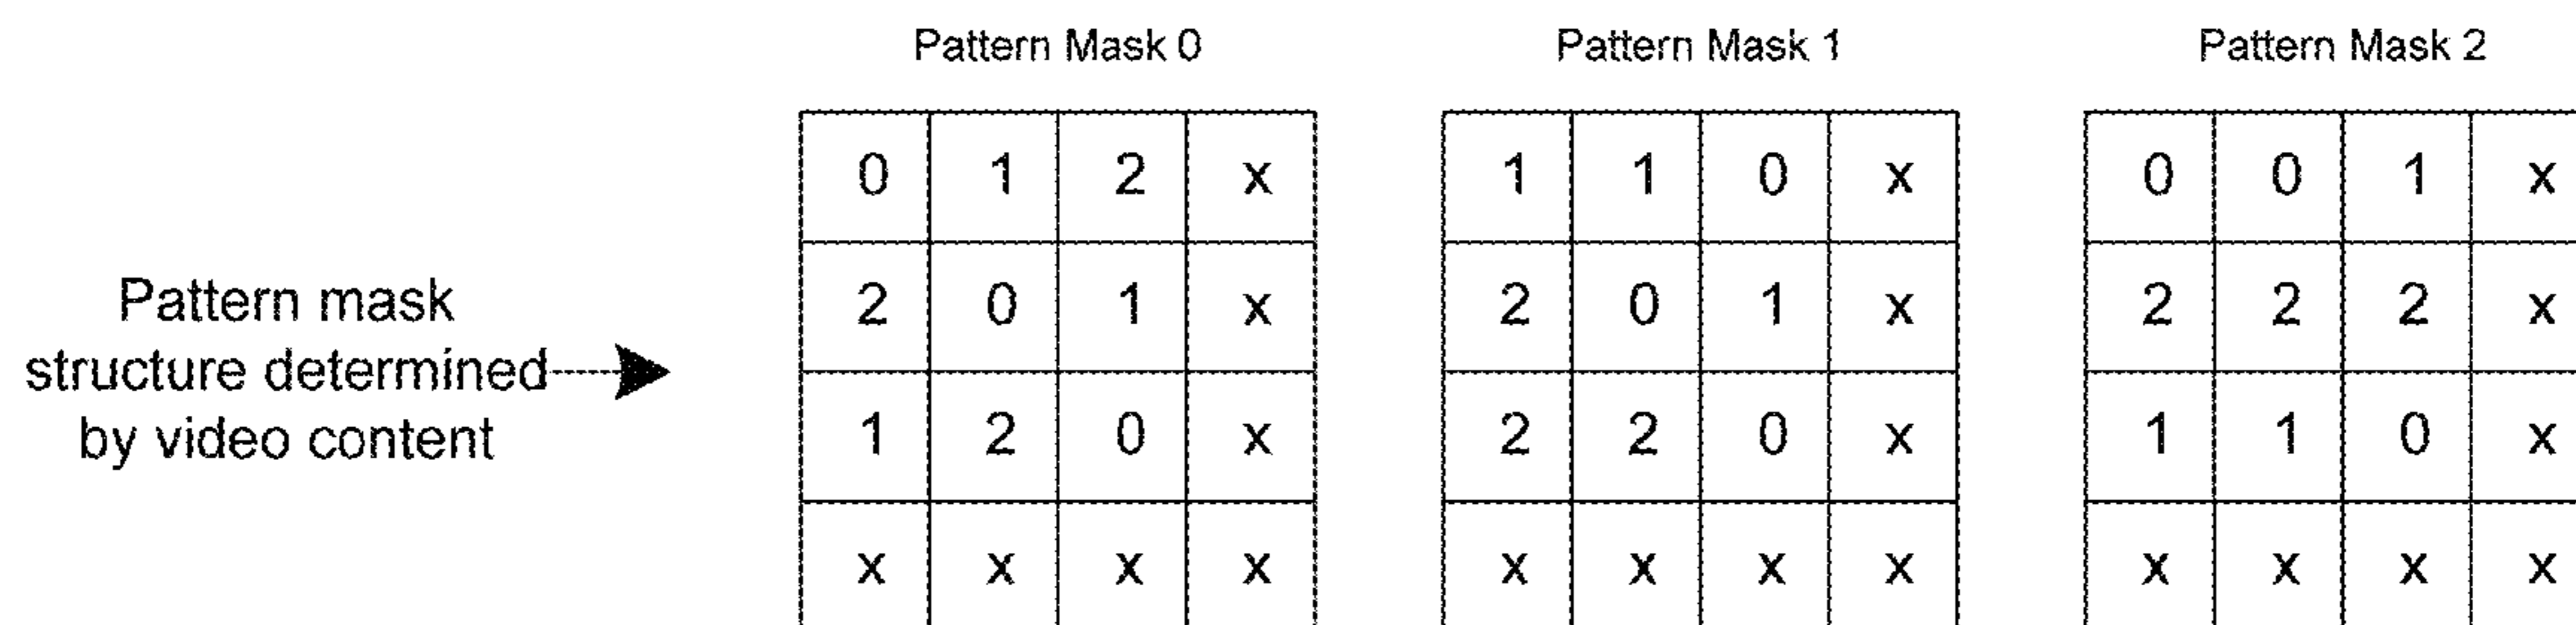 Pattern Mask 0 Pattern Mask 1 Pattern Mask 2
0 1 2 x 1 1 0 x 0 0 1 x
2 0 1 x 2 0 1 x 2 2 2 x
1 2 0 x 2 2 0 x 1 1 0 x
x x x x x x x x x x x x
Pattern mask
structure determined
by video content